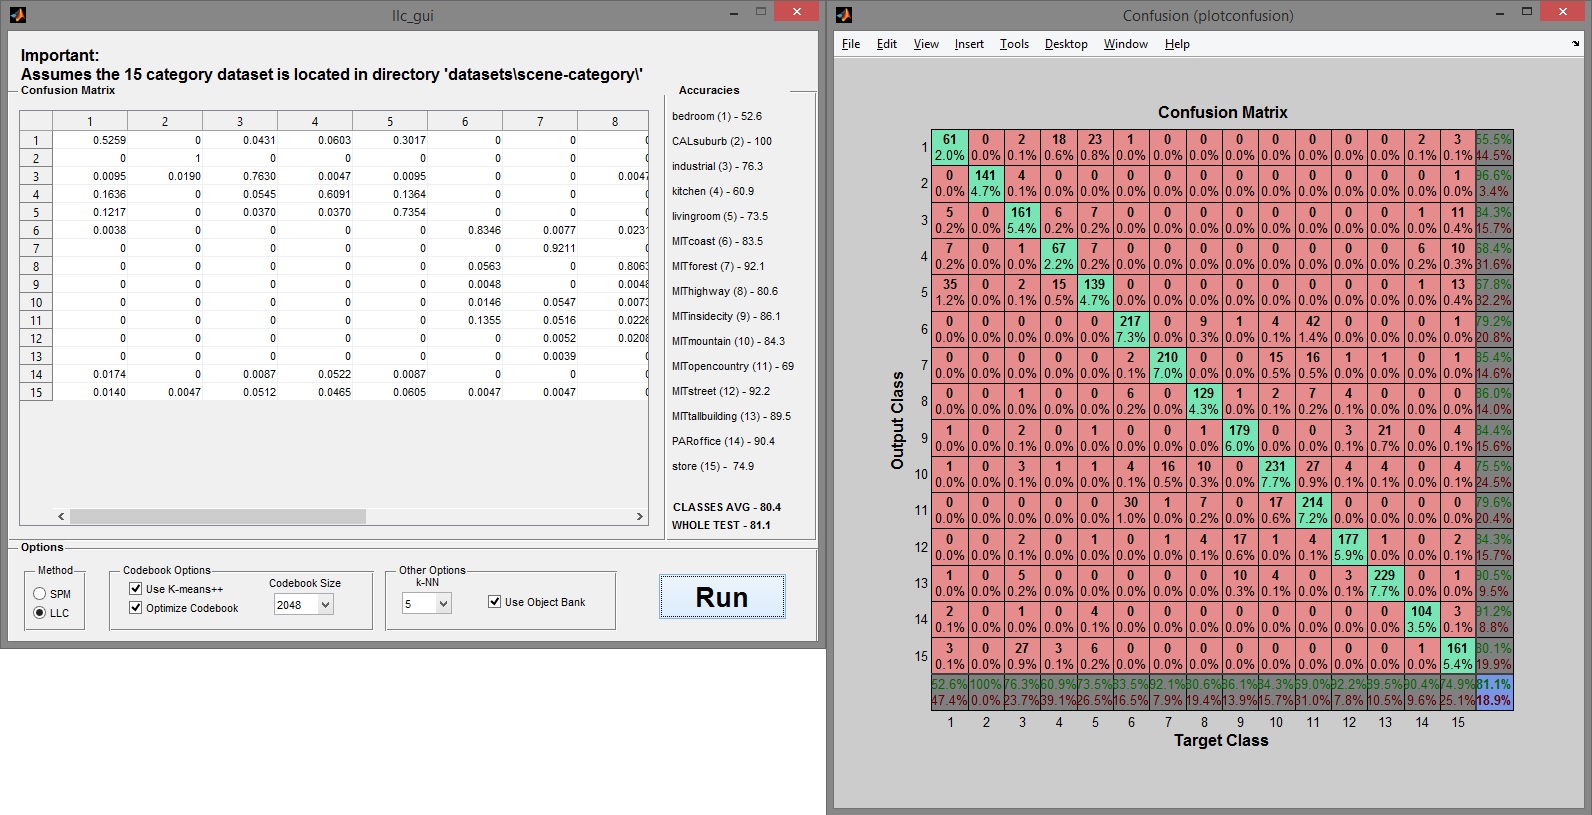 llc_gui
Important:
Assumes the 15 category dataset is located in directory 'datasets\scene-category\'
Confusion Matrix
1 2 3 4 5 6 7 8
1 0.5259 0 0.0431 0.0603 0.3017 0 0 0
2 0 1 0 0 0 0 0 0
3 0.0095 0.0190 0.7630 0.0047 0.0095 0 0 0.0047
4 0.1636 0 0.0545 0.6091 0.1364 0 0 0
5 0.1217 0 0.0370 0.0370 0.7354 0 0 0
6 0.0038 0 0 0 0 0.8346 0.0077 0.0231
7 0 0 0 0 0 0 0.9211 0
8 0 0 0 0 0 0.0563 0 0.8063
9 0 0 0 0 0 0.0048 0 0.0048
10 0 0 0 0 0 0.0146 0.0547 0.0073
11 0 0 0 0 0 0.1355 0.0516 0.0226
12 0 0 0 0 0 0 0.0052 0.0208
13 0 0 0 0 0 0 0.0039 0
14 0.0174 0 0.0087 0.0522 0.0087 0 0 0
15 0.0140 0.0047 0.0512 0.0465 0.0605 0.0047 0.0047 0
Accuracies
bedroom (1) - 52.6
CALsuburb (2) - 100
industrial (3) - 76.3
kitchen (4) - 60.9
livingroom (5) - 73.5
MITcoast (6) - 83.5
MITforest (7) - 92.1
MIThighway (8) - 80.6
MITinsidecity (9) - 86.1
MITmountain (10) - 84.3
MITopencountry (11) - 69
MITstreet (12) - 92.2
MITtallbuilding (13) - 89.5
PARoffice (14) - 90.4
store (15) - 74.9
CLASSES AVG - 80.4
WHOLE TEST - 81.1
Options
Method
SPM
LLC
Codebook Options
Use K-means++
Optimize Codebook
Codebook Size
2048
Other Options
k-NN
5
Use Object Bank
Run
Confusion (plotconfusion)
File Edit View Insert Tools Desktop Window Help
Confusion Matrix
Output Class
1 61 0 2 18 23 1 0 0 0 0 0 0 0 2 3 55.5%
2.0% 0.0% 0.1% 0.6% 0.8% 0.0% 0.0% 0.0% 0.0% 0.0% 0.0% 0.0% 0.0% 0.1% 0.1% 44.5%
2 0 141 4 0 0 0 0 0 0 0 0 0 0 0 1 96.6%
0.0% 4.7% 0.1% 0.0% 0.0% 0.0% 0.0% 0.0% 0.0% 0.0% 0.0% 0.0% 0.0% 0.0% 0.0% 3.4%
3 5 0 161 6 7 0 0 0 0 0 0 0 0 1 11 84.3%
0.2% 0.0% 5.4% 0.2% 0.2% 0.0% 0.0% 0.0% 0.0% 0.0% 0.0% 0.0% 0.0% 0.0% 0.4% 15.7%
4 7 0 1 67 7 0 0 0 0 0 0 0 0 6 10 68.4%
0.2% 0.0% 0.0% 2.2% 0.2% 0.0% 0.0% 0.0% 0.0% 0.0% 0.0% 0.0% 0.0% 0.2% 0.3% 31.6%
5 35 0 2 15 139 0 0 0 0 0 0 0 0 1 13 67.8%
1.2% 0.0% 0.1% 0.5% 4.7% 0.0% 0.0% 0.0% 0.0% 0.0% 0.0% 0.0% 0.0% 0.0% 0.4% 32.2%
6 0 0 0 0 0 217 0 9 1 4 42 0 0 0 1 79.2%
0.0% 0.0% 0.0% 0.0% 0.0% 7.3% 0.0% 0.3% 0.0% 0.1% 1.4% 0.0% 0.0% 0.0% 0.0% 20.8%
7 0 0 0 0 0 2 210 0 0 15 16 1 1 0 1 85.4%
0.0% 0.0% 0.0% 0.0% 0.0% 0.1% 7.0% 0.0% 0.0% 0.5% 0.5% 0.0% 0.0% 0.0% 0.0% 14.6%
8 0 0 1 0 0 6 0 129 1 2 7 4 0 0 0 86.0%
0.0% 0.0% 0.0% 0.0% 0.0% 0.2% 0.0% 4.3% 0.0% 0.1% 0.2% 0.1% 0.0% 0.0% 0.0% 14.0%
9 1 0 2 0 1 0 0 1 179 0 0 3 21 0 4 84.4%
0.0% 0.0% 0.1% 0.0% 0.0% 0.0% 0.0% 0.0% 6.0% 0.0% 0.0% 0.1% 0.7% 0.0% 0.1% 15.6%
10 1 0 3 1 1 4 16 10 0 231 27 4 4 0 4 75.5%
0.0% 0.0% 0.1% 0.0% 0.0% 0.1% 0.5% 0.3% 0.0% 7.7% 0.9% 0.1% 0.1% 0.0% 0.1% 24.5%
11 0 0 0 0 0 30 1 7 0 17 214 0 0 0 0 79.6%
0.0% 0.0% 0.0% 0.0% 0.0% 1.0% 0.0% 0.2% 0.0% 0.6% 7.2% 0.0% 0.0% 0.0% 0.0% 20.4%
12 0 0 2 0 1 0 1 4 17 1 4 177 1 0 2 84.3%
0.0% 0.0% 0.1% 0.0% 0.0% 0.0% 0.0% 0.1% 0.6% 0.0% 0.1% 5.9% 0.0% 0.0% 0.1% 15.7%
13 1 0 5 0 0 0 0 0 10 4 0 3 229 0 1 90.5%
0.0% 0.0% 0.2% 0.0% 0.0% 0.0% 0.0% 0.0% 0.3% 0.1% 0.0% 0.1% 7.7% 0.0% 0.0% 9.5%
14 2 0 1 0 4 0 0 0 0 0 0 0 0 104 3 91.2%
0.1% 0.0% 0.0% 0.0% 0.1% 0.0% 0.0% 0.0% 0.0% 0.0% 0.0% 0.0% 0.0% 3.5% 0.1% 8.8%
15 3 0 27 3 6 0 0 0 0 0 0 0 0 1 161 80.1%
0.1% 0.0% 0.9% 0.1% 0.2% 0.0% 0.0% 0.0% 0.0% 0.0% 0.0% 0.0% 0.0% 0.0% 5.4% 19.9%
52.6% 100% 76.3% 60.9% 73.5% 83.5% 92.1% 80.6% 86.1% 84.3% 69.0% 92.2% 89.5% 90.4% 74.9% 81.1%
47.4% 0.0% 23.7% 39.1% 26.5% 16.5% 7.9% 19.4% 13.9% 15.7% 31.0% 7.8% 10.5% 9.6% 25.1% 18.9%
1 2 3 4 5 6 7 8 9 10 11 12 13 14 15
Target Class